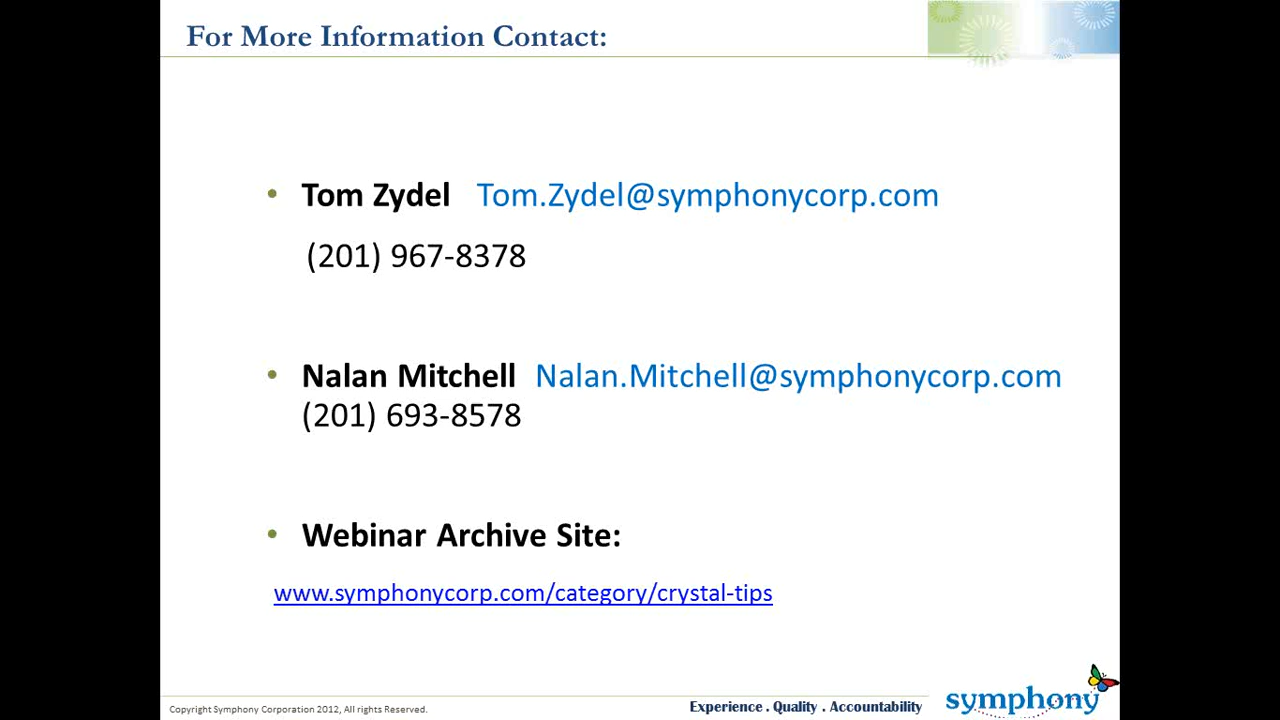 For More Information Contact:
• Tom Zydel Tom.Zydel@symphonycorp.com
(201) 967-8378
• Nalan Mitchell Nalan.Mitchell@symphonycorp.com
(201) 693-8578
• Webinar Archive Site:
www.symphonycorp.com/category/crystal-tips
Copyright Symphony Corporation 2012, All rights Reserved.
Experience . Quality . Accountability
symphony